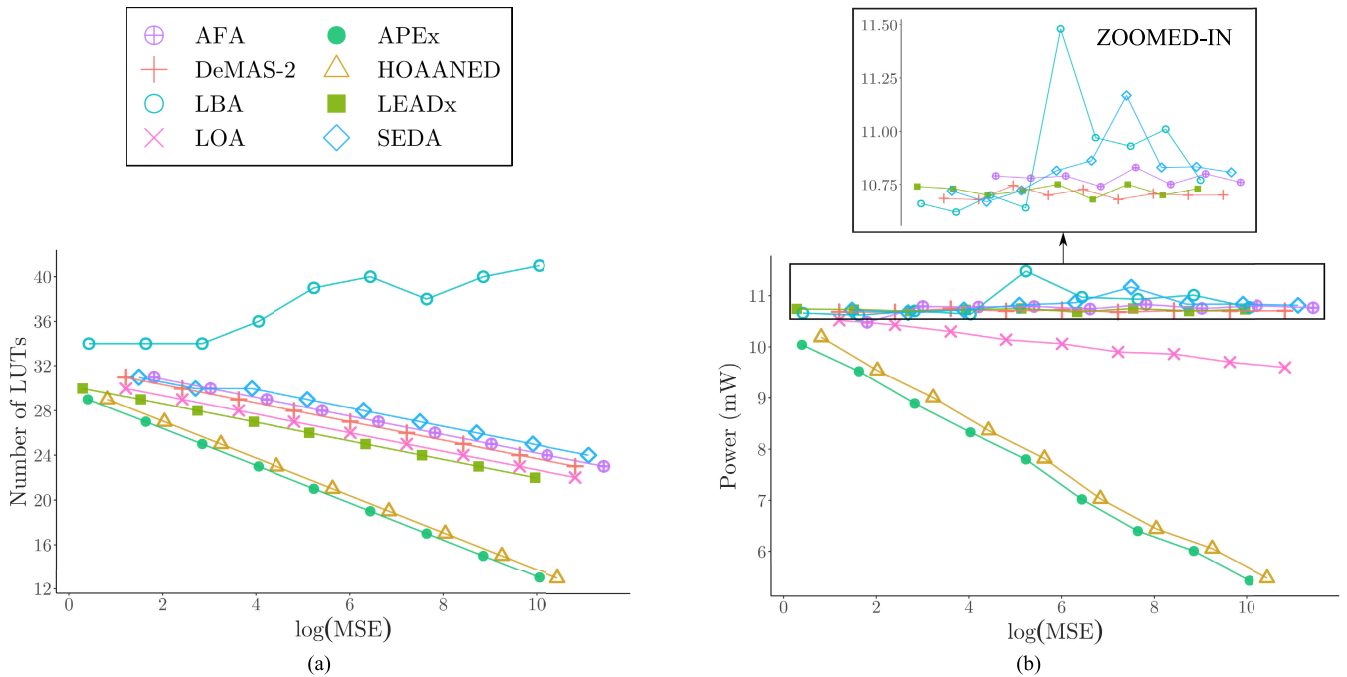 AFA
DeMAS-2
LBA
LOA
APEx
HOAANED
LEADx
SEDA
Number of LUTs
40
36
32
28
24
20
16
12
0
2
4
6
8
10
log(MSE)
(a)
ZOOMED-IN
11.50
11.25
11.00
10.75
Power (mW)
11
10
9
8
7
6
0
2
4
6
8
10
log(MSE)
(b)